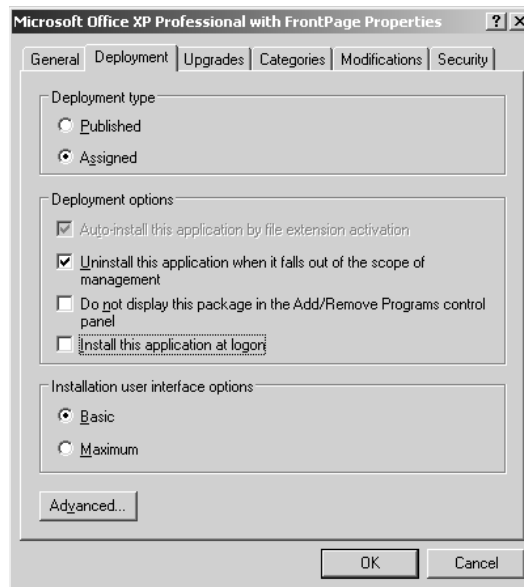 Microsoft Office XP Professional with FrontPage Properties
General Deployment Upgrades Categories Modifications Security
Deployment type
Published
Assigned
Deployment options
Auto-install this application by file extension activation
Uninstall this application when it falls out of the scope of
management
Do not display this package in the Add/Remove Programs control
panel
Install this application at logon
Installation user interface options
Basic
Maximum
Advanced...
OK Cancel